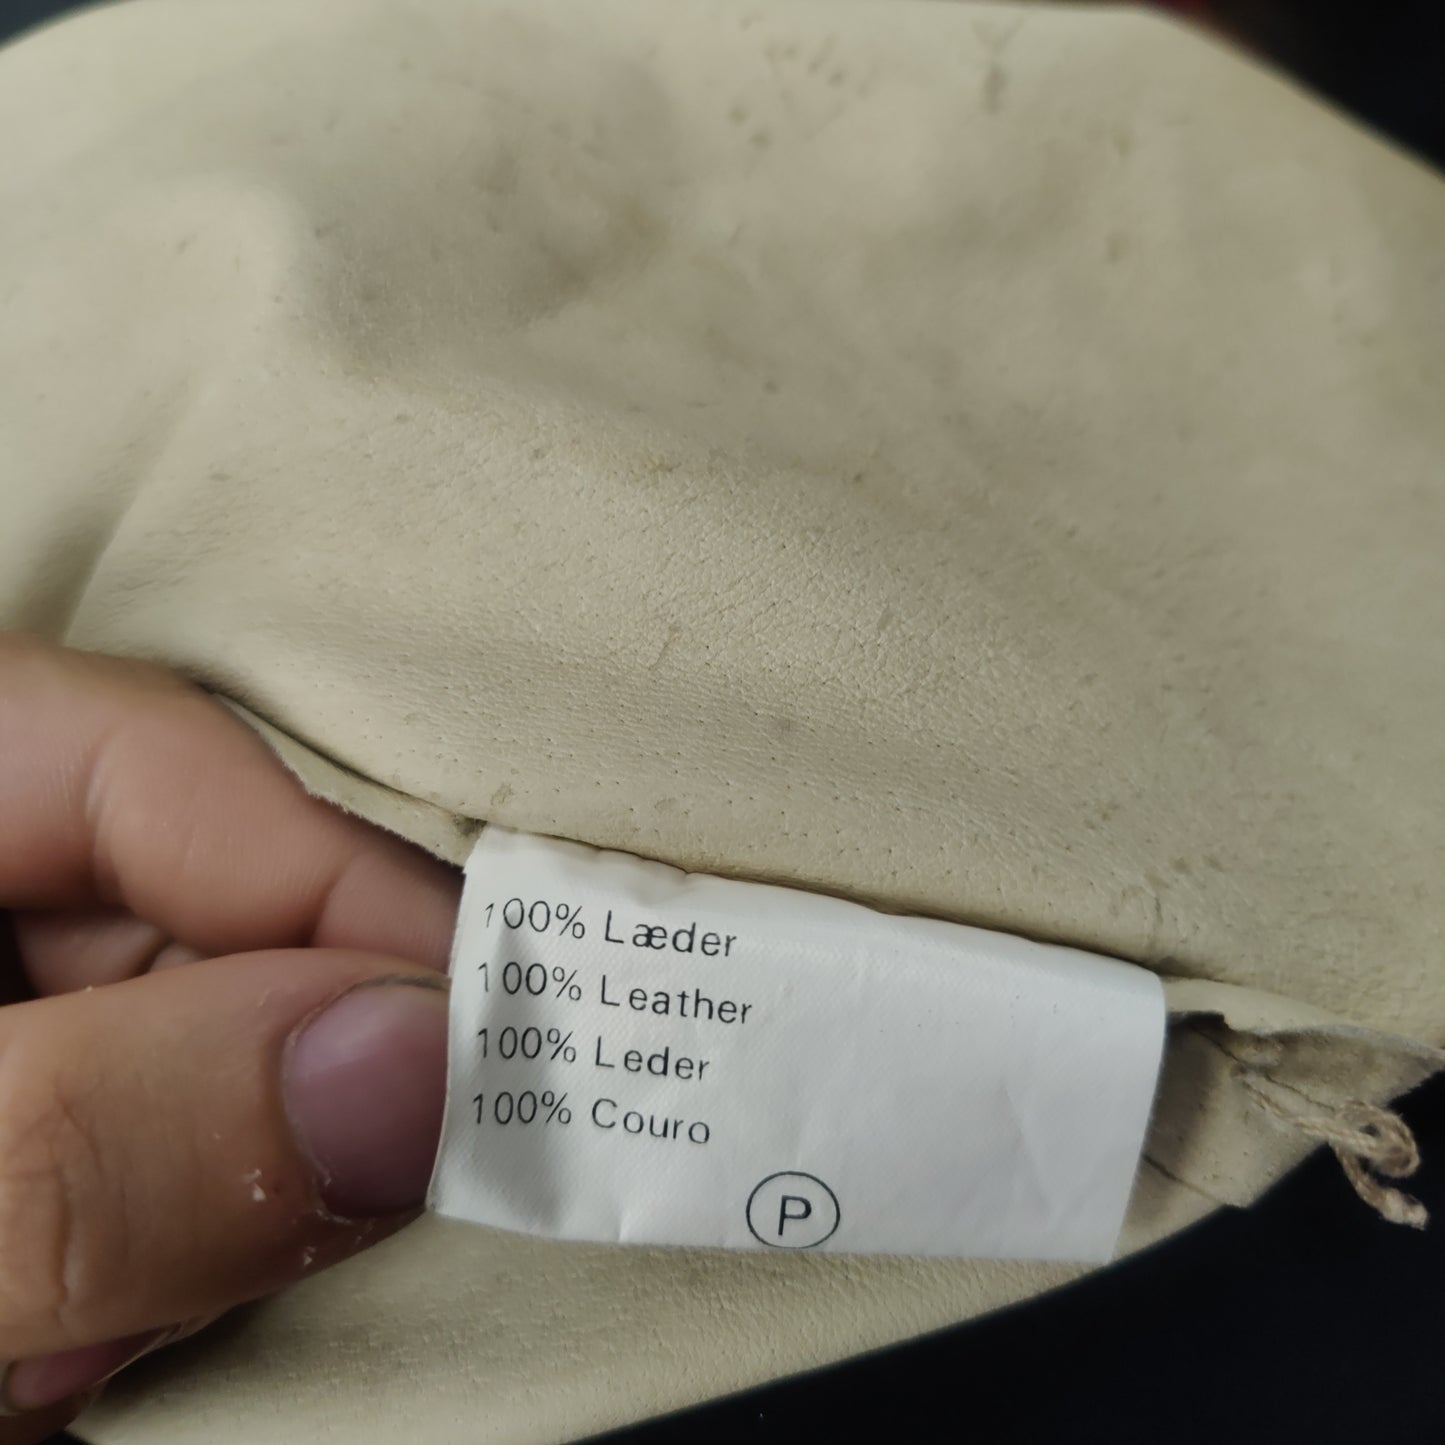 100% Læder
100% Leather
100% Leder
100% Couro
P